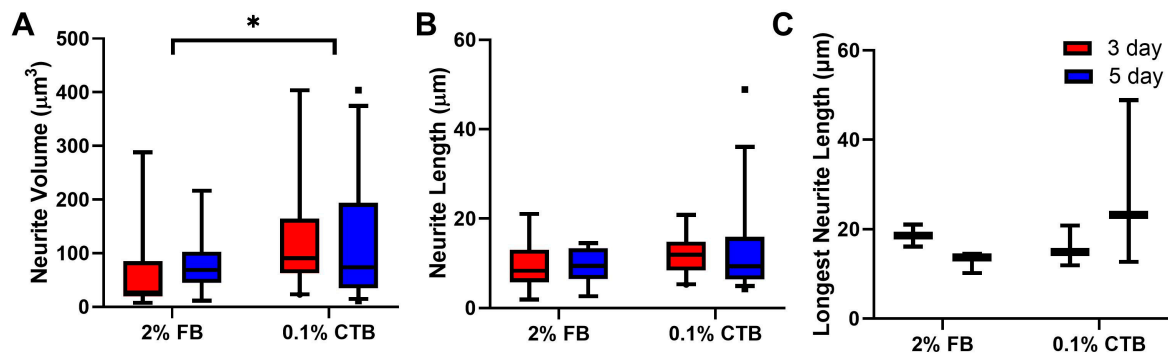 A
*
Neurite Volume (μm³)
500
400
300
200
100
0
2% FB
0.1% CTB
B
Neurite Length (μm)
60
40
20
0
2% FB
0.1% CTB
C
Longest Neurite Length (μm)
60
40
20
0
2% FB
0.1% CTB
3 day
5 day